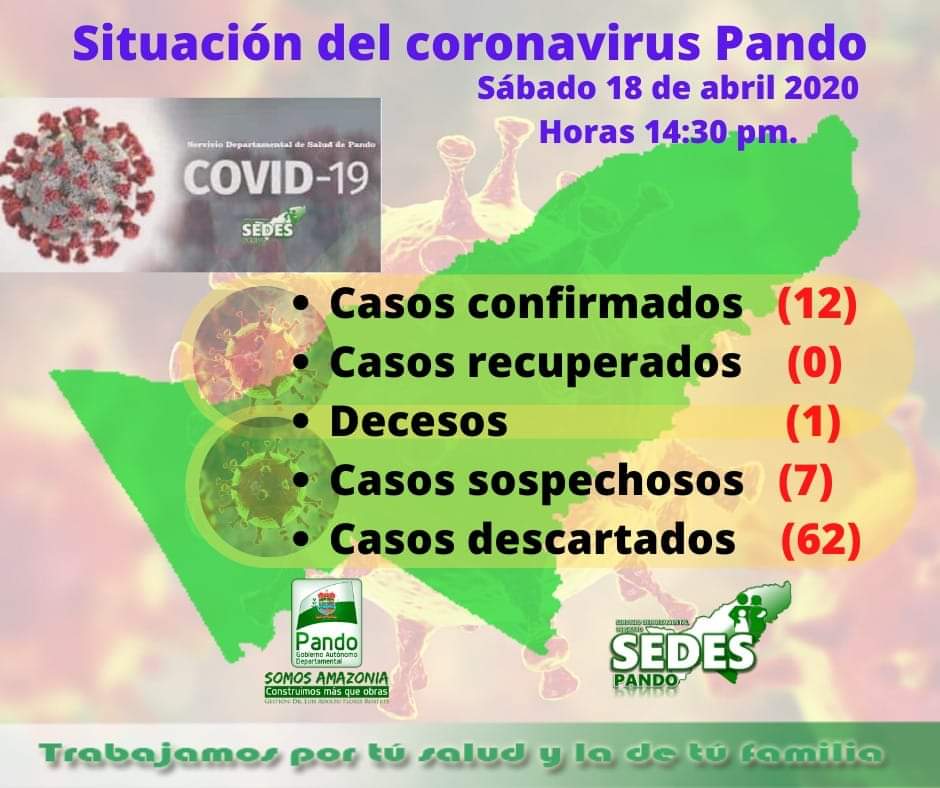 Situación del coronavirus Pando
Sábado 18 de abril 2020
Horas 14:30 pm.
Servicio Departamental de Salud de Pando
COVID-19
SEDES
• Casos confirmados (12)
• Casos recuperados (0)
• Decesos (1)
• Casos sospechosos (7)
• Casos descartados (62)
Pando
Gobierno Autónomo
Departamental
SOMOS AMAZONIA
Construimos más que obras
SERVICIO DEPARTAMENTAL
SEDES
PANDO
Trabajamos por tú salud y la de tú familia